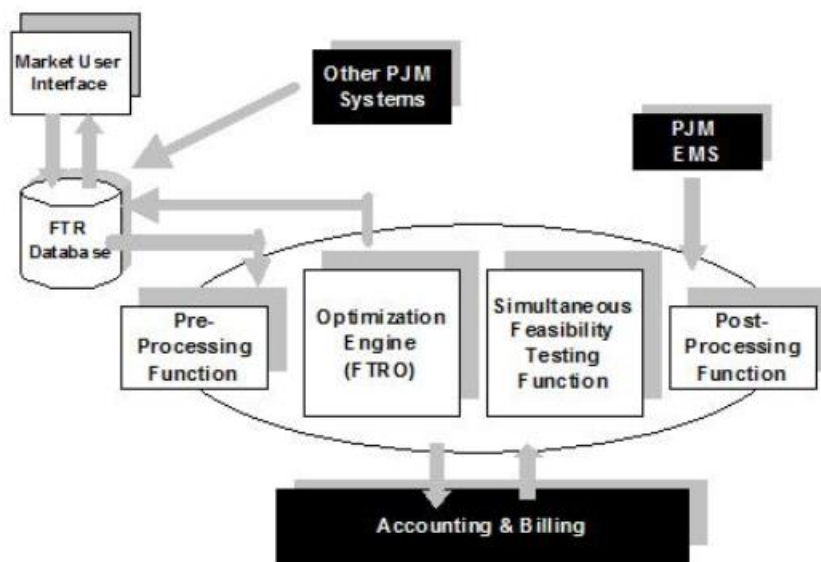 Market User
Interface
Other PJM
Systems
PJM
EMS
FTR
Database
Pre-
Processing
Function
Optimization
Engine
(FTRO)
Simultaneous
Feasibility
Testing
Function
Post-
Processing
Function
Accounting & Billing